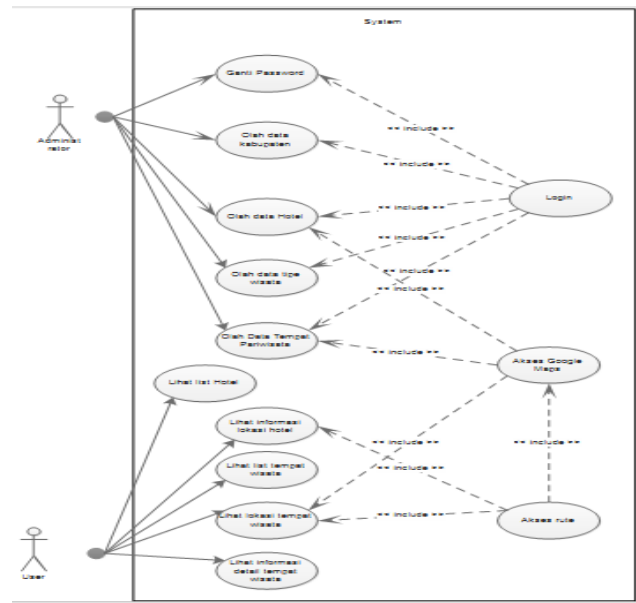 System
Ganti Password
Administ
rator
** include **
Olah data
kabupaten
** include **
** include **
Login
Olah data Hotel
** include **
** include **
Olah data tipe
wisata
** include **
** include **
Olah Data Tempat
Pariwisata
** include **
Akses Google
Maps
Lihat list Hotel
Lihat informasi
lokasi hotel
** include **
** include **
Lihat list tempat
wisata
Lihat lokasi tempat
wisata
** include **
Akses rute
User
Lihat informasi
detail tempat
wisata